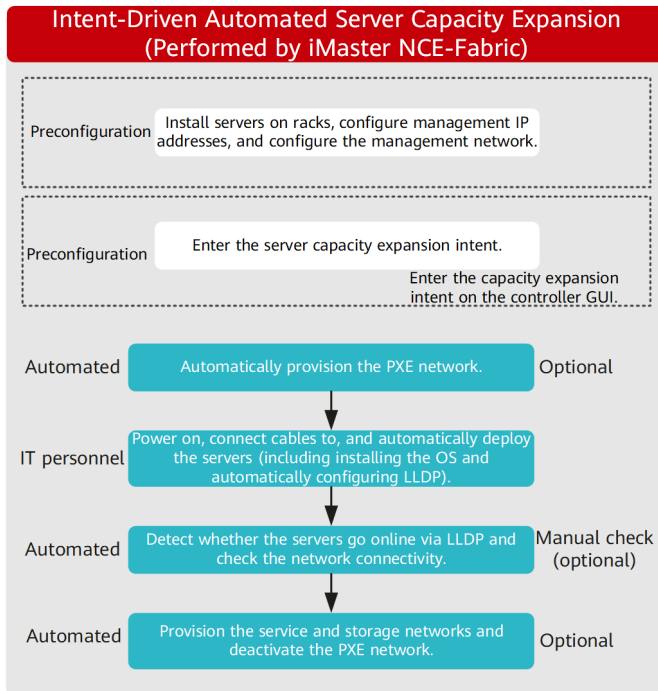 Intent-Driven Automated Server Capacity Expansion
(Performed by iMaster NCE-Fabric)
Preconfiguration
Install servers on racks, configure management IP
addresses, and configure the management network.
Preconfiguration
Enter the server capacity expansion intent.
Enter the capacity expansion
intent on the controller GUI.
Automated
Automatically provision the PXE network.
Optional
IT personnel
Power on, connect cables to, and automatically deploy
the servers (including installing the OS and
automatically configuring LLDP).
Automated
Detect whether the servers go online via LLDP and
check the network connectivity.
Manual check
(optional)
Automated
Provision the service and storage networks and
deactivate the PXE network.
Optional